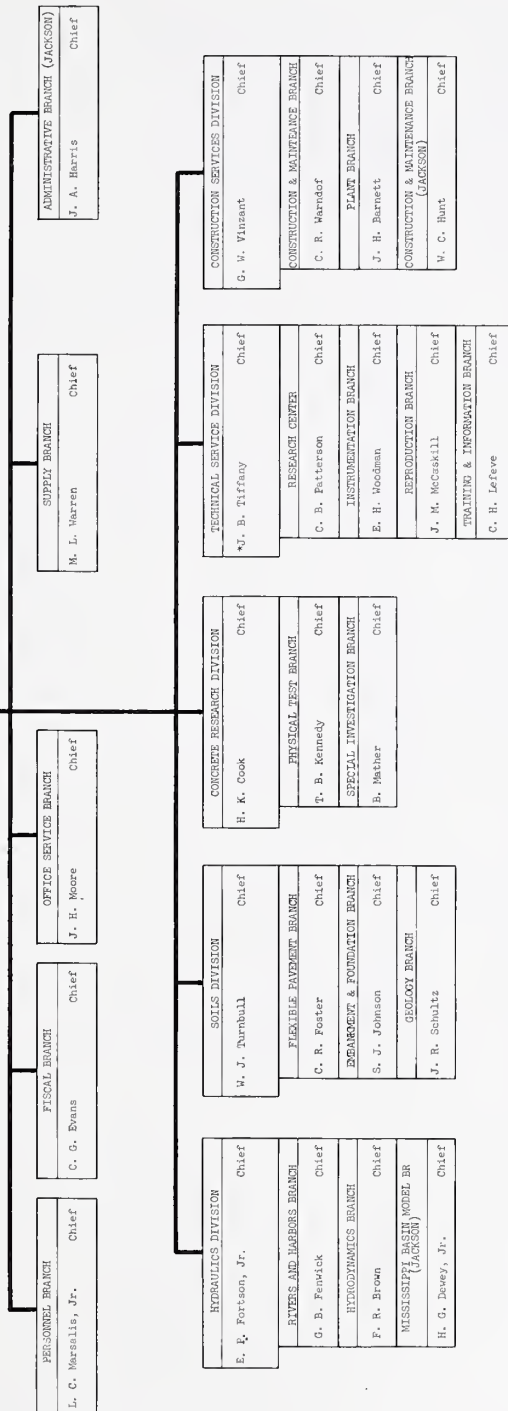 PERSONNEL BRANCH
L. C. Marsalis, Jr. Chief
FISCAL BRANCH
C. G. Evans Chief
OFFICE SERVICE BRANCH
J. H. Moore Chief
SUPPLY BRANCH
M. L. Warren Chief
ADMINISTRATIVE BRANCH (JACKSON)
J. A. Harris Chief
HYDRAULICS DIVISION
E. P. Fortson, Jr. Chief
RIVERS AND HARBORS BRANCH
G. B. Fenwick Chief
HYDRODYNAMICS BRANCH
F. R. Brown Chief
MISSISSIPPI BASIN MODEL BR
(JACKSON)
H. G. Dewey, Jr. Chief
SOILS DIVISION
W. J. Turnbull Chief
FLEXIBLE PAVEMENT BRANCH
C. R. Foster Chief
EMBANKMENT & FOUNDATION BRANCH
S. J. Johnson Chief
GEOLOGY BRANCH
J. R. Schultz Chief
CONCRETE RESEARCH DIVISION
H. K. Cook Chief
PHYSICAL TEST BRANCH
T. B. Kennedy Chief
SPECIAL INVESTIGATION BRANCH
B. Mather Chief
TECHNICAL SERVICE DIVISION
*J. B. Tiffany Chief
RESEARCH CENTER
C. B. Patterson Chief
INSTRUMENTATION BRANCH
E. H. Woodman Chief
REPRODUCTION BRANCH
J. M. McCaskill Chief
TRAINING & INFORMATION BRANCH
C. H. Lefeve Chief
CONSTRUCTION SERVICES DIVISION
G. W. Vinzant Chief
CONSTRUCTION & MAINTEANCE BRANCH
C. R. Warndof Chief
PLANT BRANCH
J. H. Barnett Chief
CONSTRUCTION & MAINTENANCE BRANCH
(JACKSON)
W. C. Hunt Chief